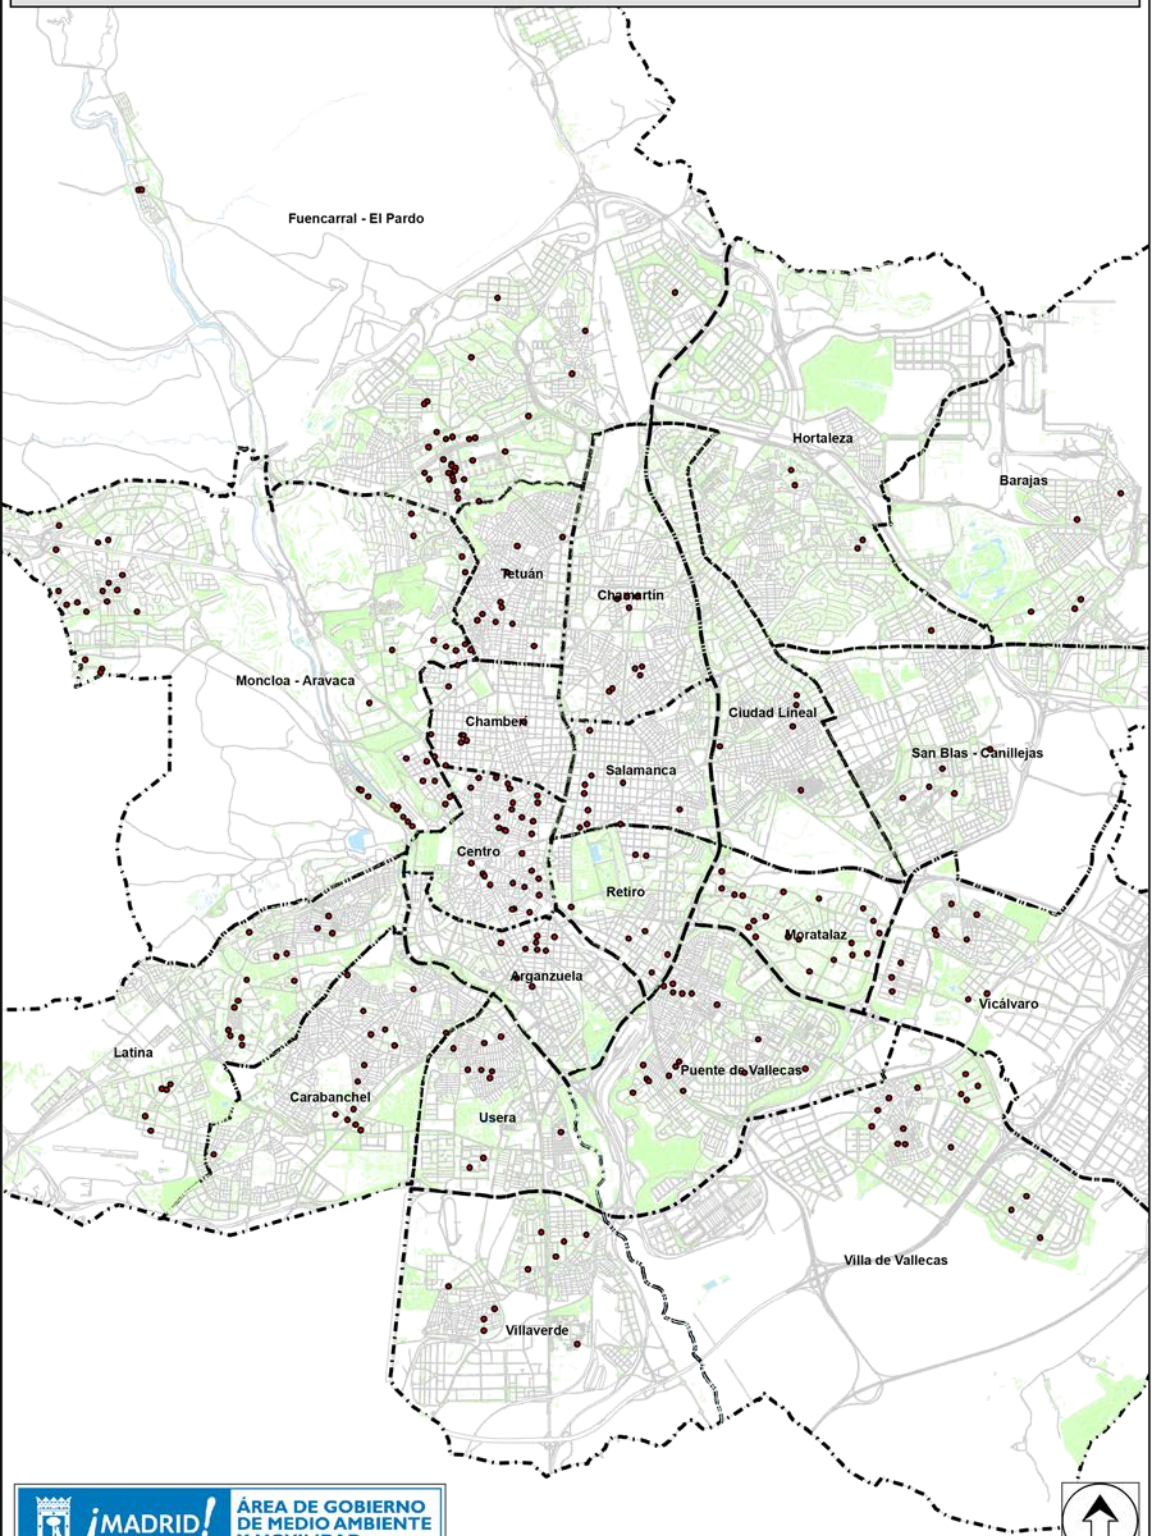 Fuencarral - El Pardo
Hortaleza
Barajas
Tetuán
Chamartín
Moncloa - Aravaca
Chamberí
Ciudad Lineal
San Blas - Canillejas
Salamanca
Centro
Retiro
Moratalaz
Arganzuela
Vicálvaro
Latina
Puente de Vallecas
Carabanchel
Usera
Villa de Vallecas
Villaverde
¡MADRID!
ÁREA DE GOBIERNO
DE MEDIO AMBIENTE
Y MOVILIDAD